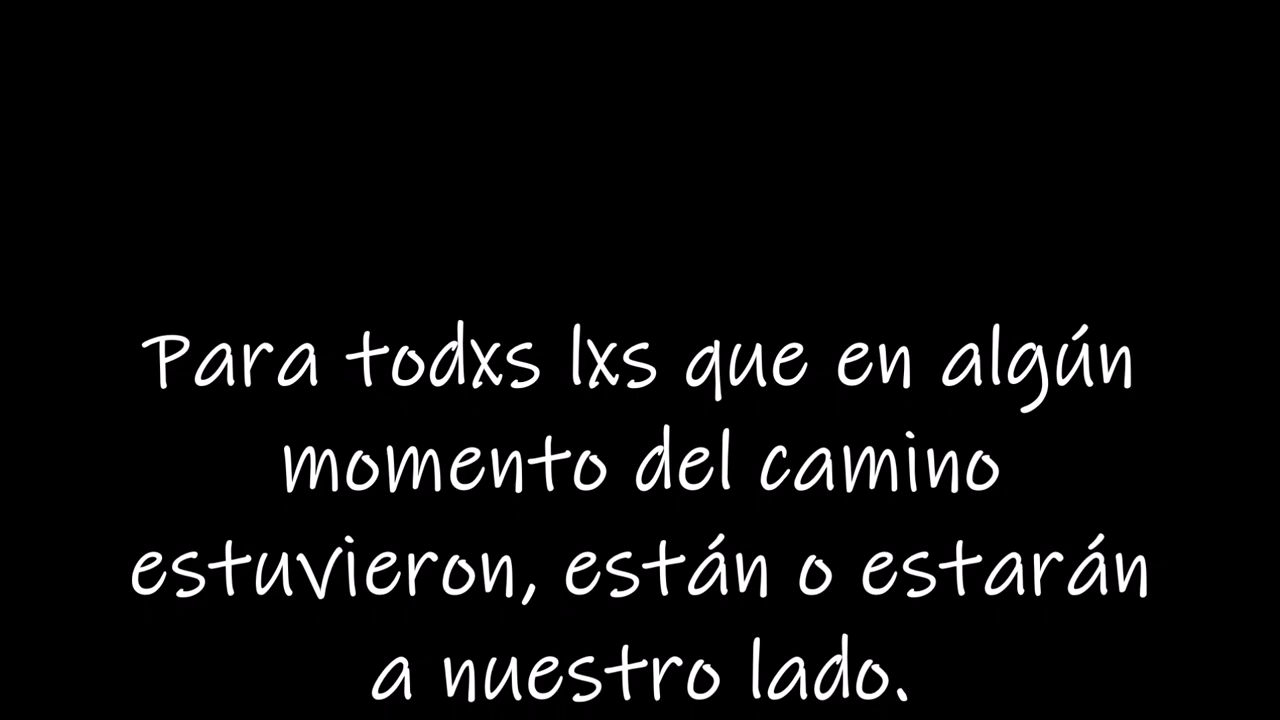 Para todxs lxs que en algún
momento del camino
estuvieron, están o estarán
a nuestro lado.